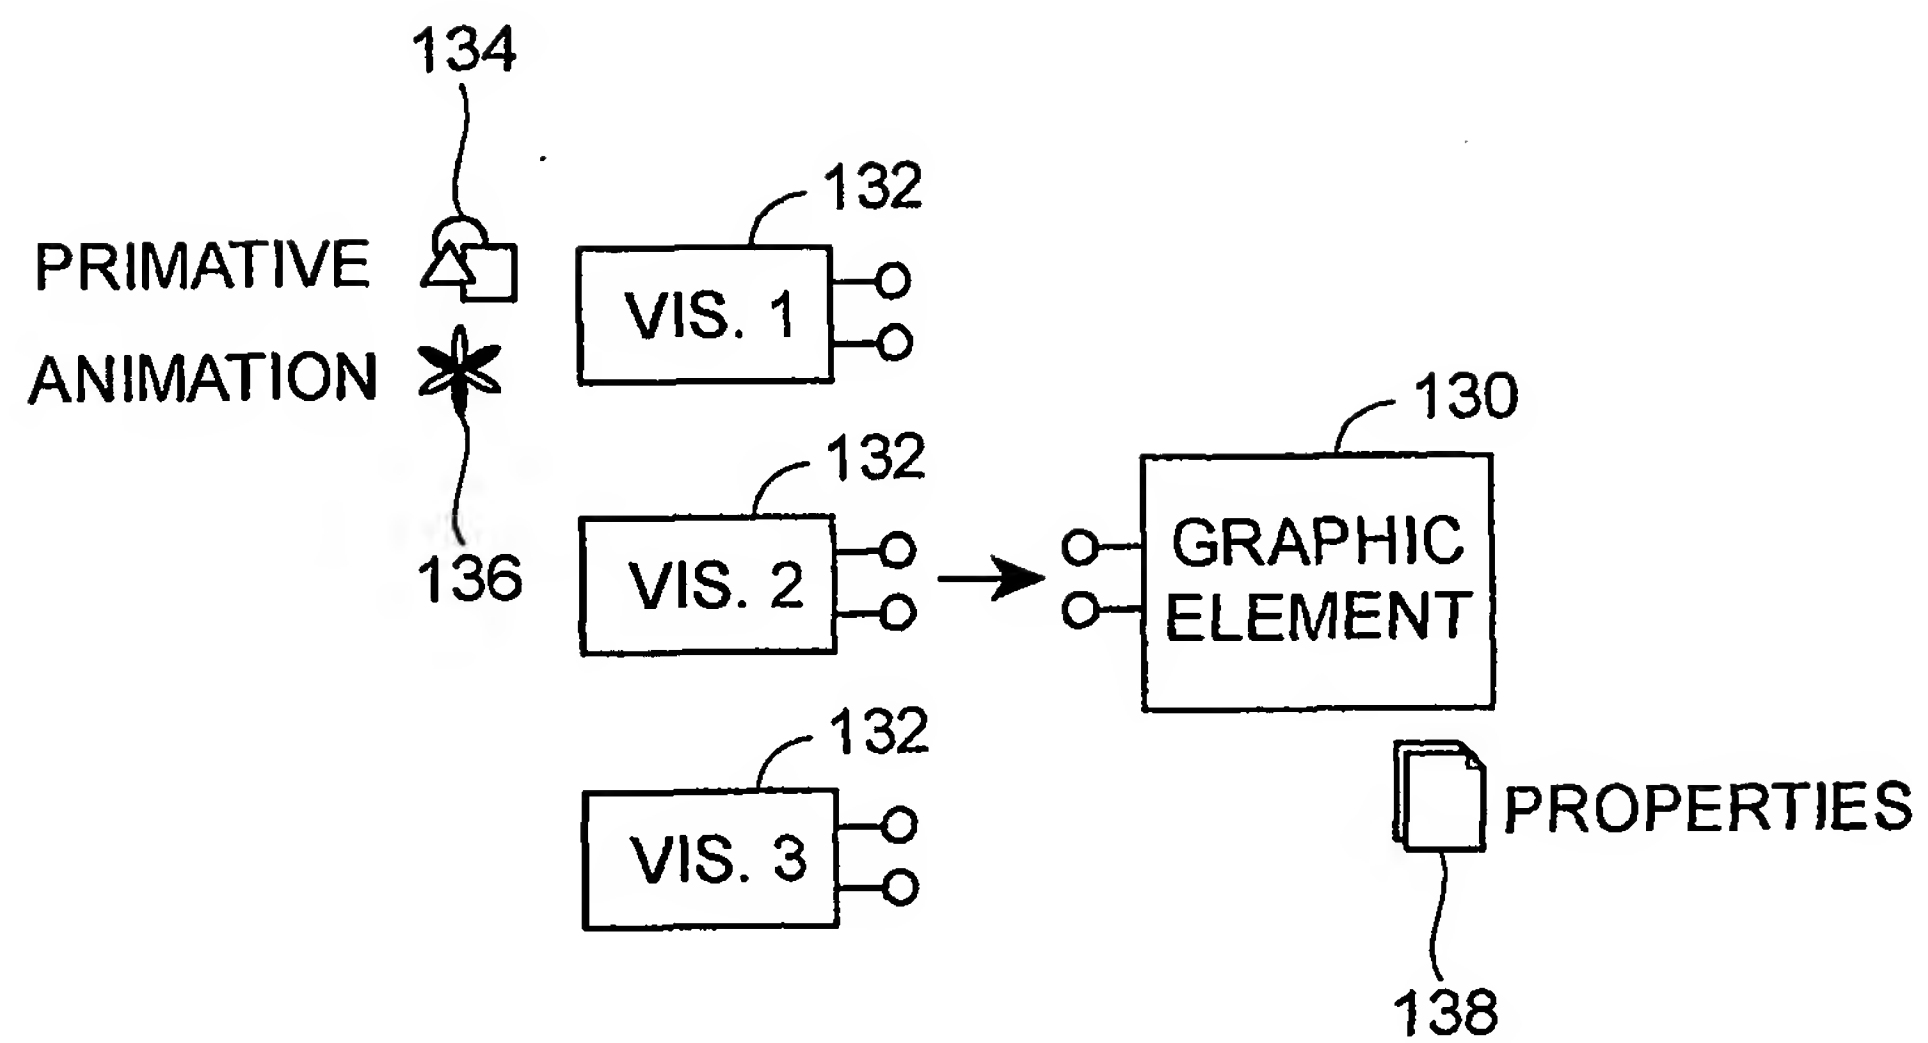 134
132
PRIMATIVE
VIS. 1
ANIMATION
130
132
GRAPHIC
ELEMENT
136
VIS. 2
132
PROPERTIES
VIS. 3
138